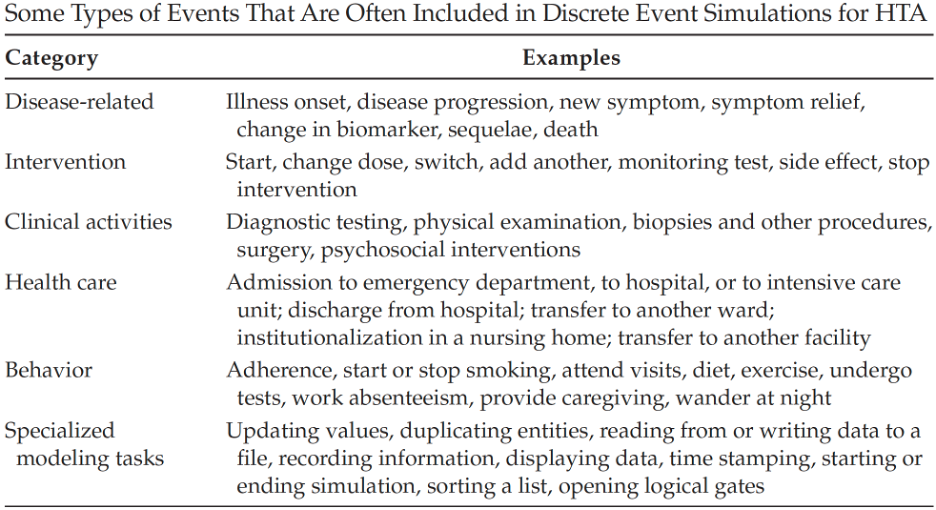 Some Types of Events That Are Often Included in Discrete Event Simulations for HTA
Category Examples
Disease-related Illness onset, disease progression, new symptom, symptom relief,
change in biomarker, sequelae, death
Intervention Start, change dose, switch, add another, monitoring test, side effect, stop
intervention
Clinical activities Diagnostic testing, physical examination, biopsies and other procedures,
surgery, psychosocial interventions
Health care Admission to emergency department, to hospital, or to intensive care
unit; discharge from hospital; transfer to another ward;
institutionalization in a nursing home; transfer to another facility
Behavior Adherence, start or stop smoking, attend visits, diet, exercise, undergo
tests, work absenteeism, provide caregiving, wander at night
Specialized Updating values, duplicating entities, reading from or writing data to a
modeling tasks file, recording information, displaying data, time stamping, starting or
ending simulation, sorting a list, opening logical gates